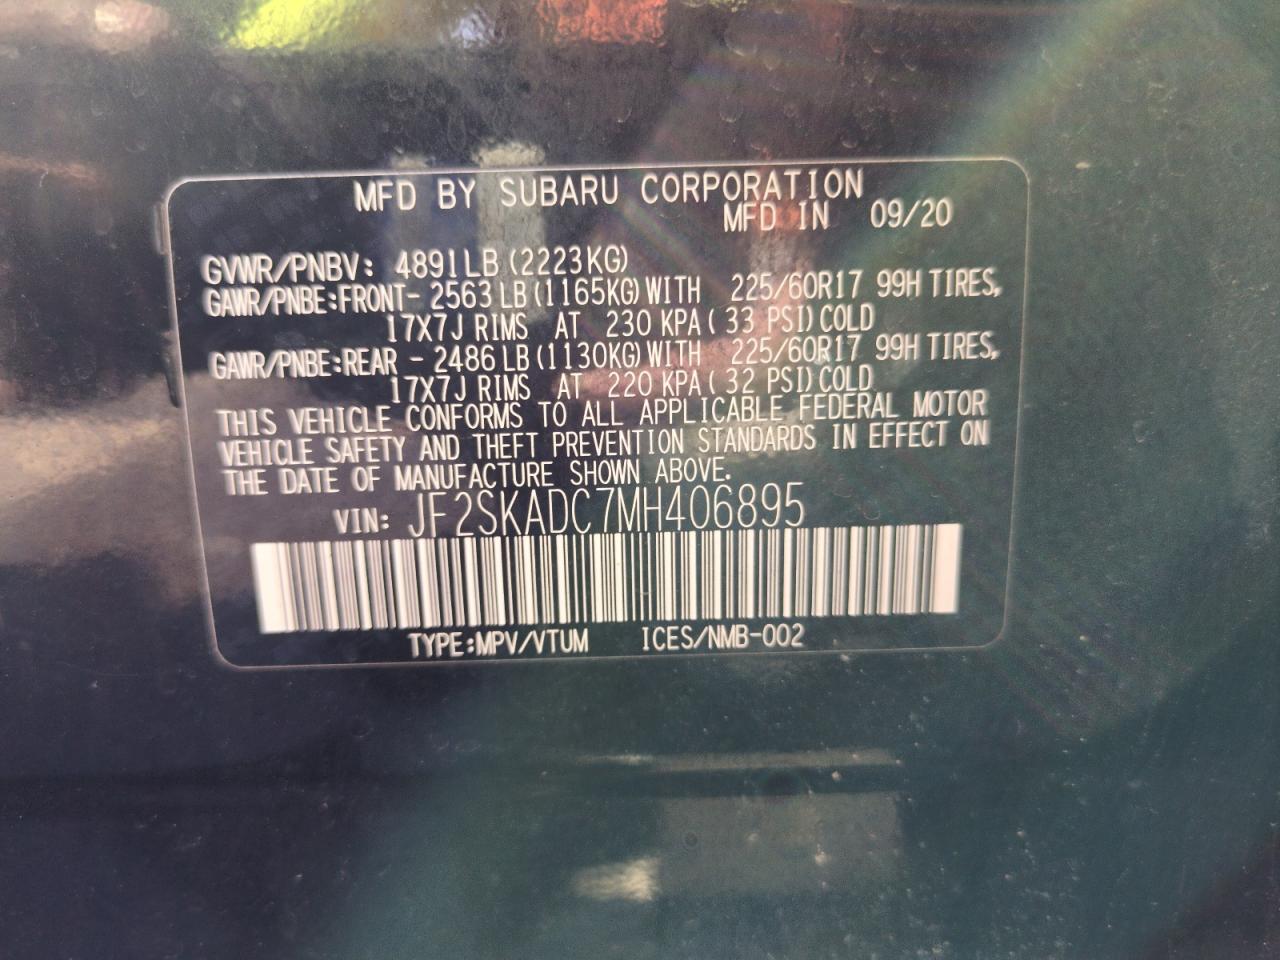 MFD BY SUBARU CORPORATION
MFD IN 09/20
GVWR/PNBV: 4891LB (2223KG)
GAWR/PNBE:FRONT- 2563 LB (1165KG) WITH 225/60R17 99H TIRES,
17X7J RIMS AT 230 KPA ( 33 PSI) COLD
GAWR/PNBE:REAR - 2486 LB (1130KG) WITH 225/60R17 99H TIRES,
17X7J RIMS AT 220 KPA ( 32 PSI) COLD
THIS VEHICLE CONFORMS TO ALL APPLICABLE FEDERAL MOTOR
VEHICLE SAFETY AND THEFT PREVENTION STANDARDS IN EFFECT ON
THE DATE OF MANUFACTURE SHOWN ABOVE.
VIN: JF2SKADC7MH406895
TYPE:MPV/VTUM ICES/NMB-002